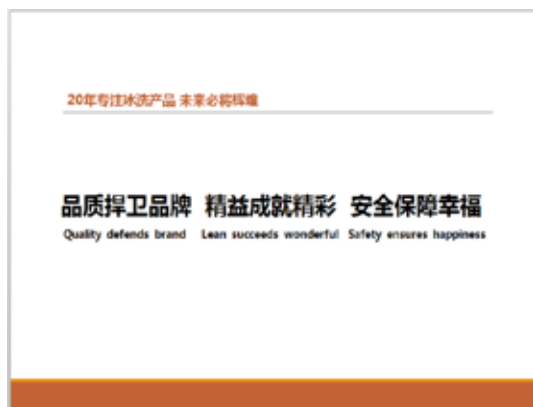 20年专注冰洗产品 未来必将辉煌
品质捍卫品牌 精益成就精彩 安全保障幸福
Quality defends brand Lean succeeds wonderful Safety ensures happiness